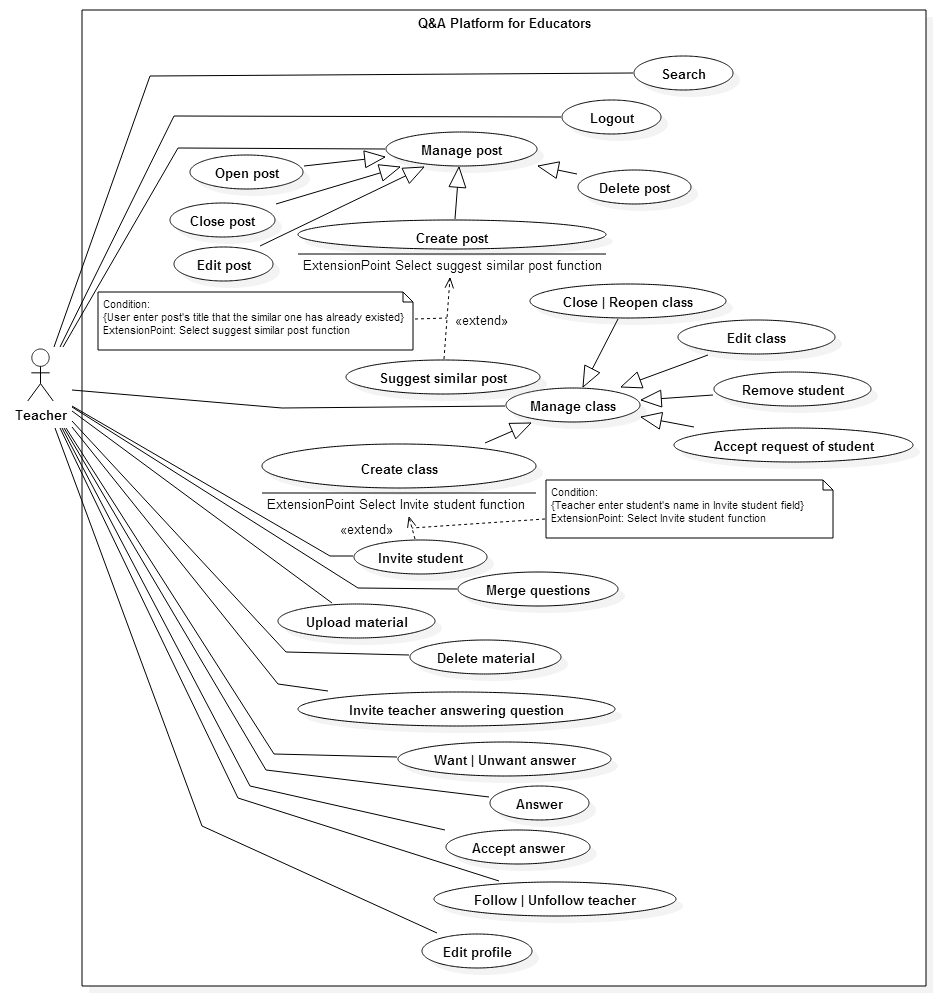 Q&A Platform for Educators
Search
Logout
Manage post
Open post
Delete post
Close post
Create post
Edit post
ExtensionPoint Select suggest similar post function
Condition:
{User enter post's title that the similar one has already existed}
ExtensionPoint: Select suggest similar post function
«extend»
Close | Reopen class
Edit class
Suggest similar post
Remove student
Manage class
Teacher
Accept request of student
Create class
ExtensionPoint Select Invite student function
Condition:
{Teacher enter student's name in Invite student field}
ExtensionPoint: Select Invite student function
«extend»
Invite student
Merge questions
Upload material
Delete material
Invite teacher answering question
Want | Unwant answer
Answer
Accept answer
Follow | Unfollow teacher
Edit profile